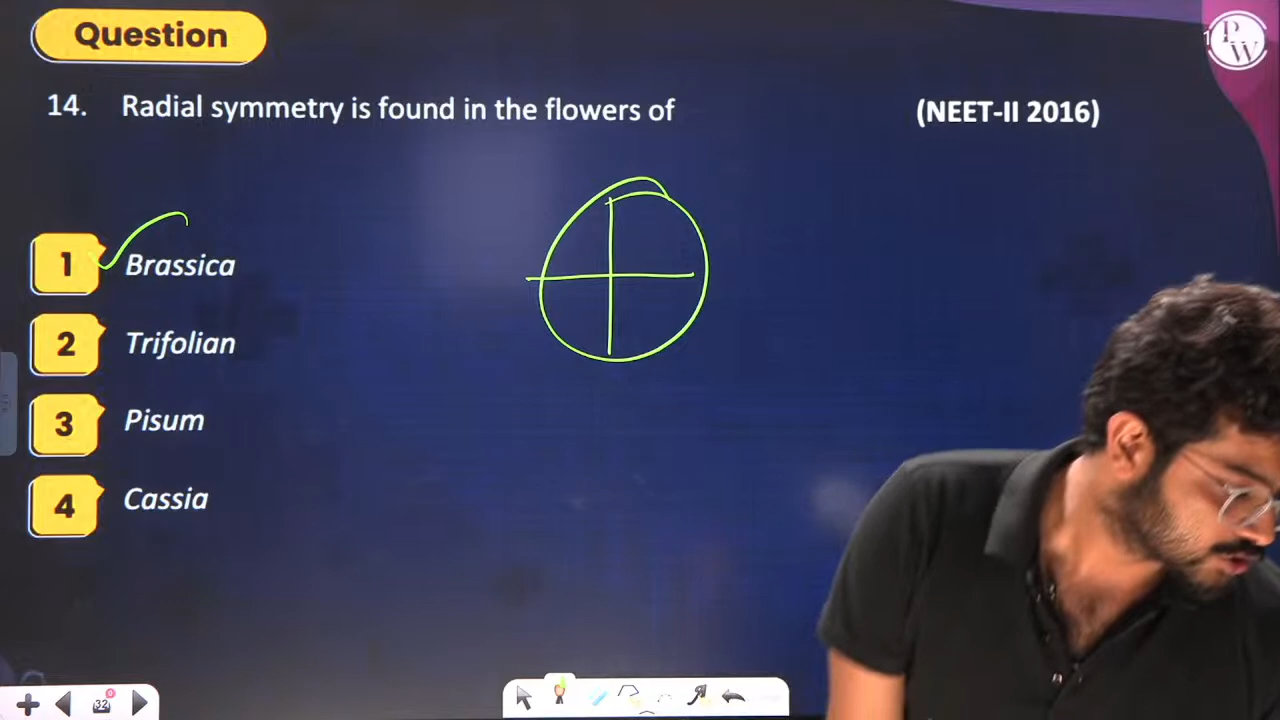 Question
P
W
14. Radial symmetry is found in the flowers of (NEET-II 2016)
1 Brassica
2 Trifolian
3 Pisum
4 Cassia
32